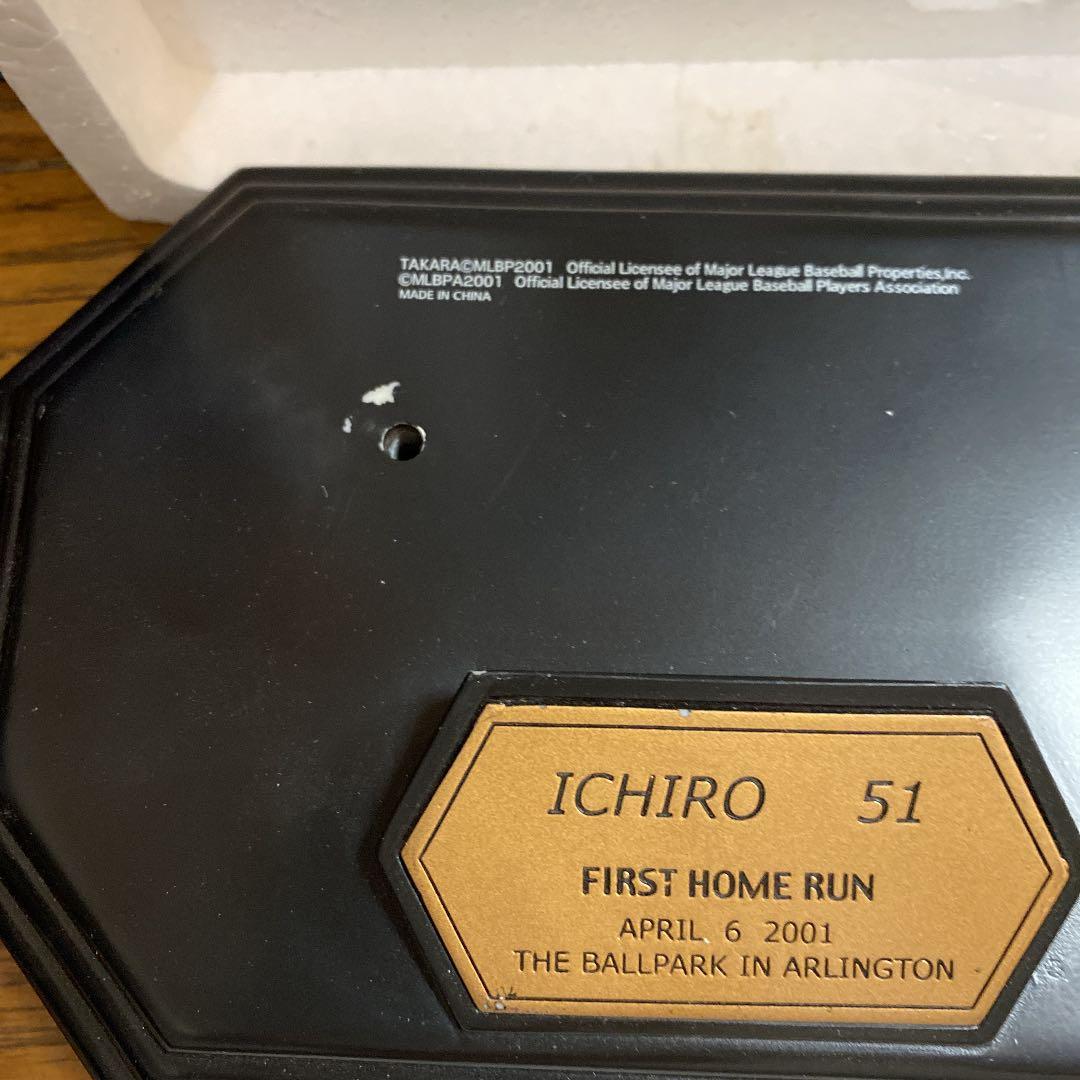 TAKARA©MLBP2001 Official Licensee of Major League Baseball Properties,Inc.
©MLBPA2001 Official Licensee of Major League Baseball Players Association
MADE IN CHINA
ICHIRO 51
FIRST HOME RUN
APRIL 6 2001
THE BALLPARK IN ARLINGTON